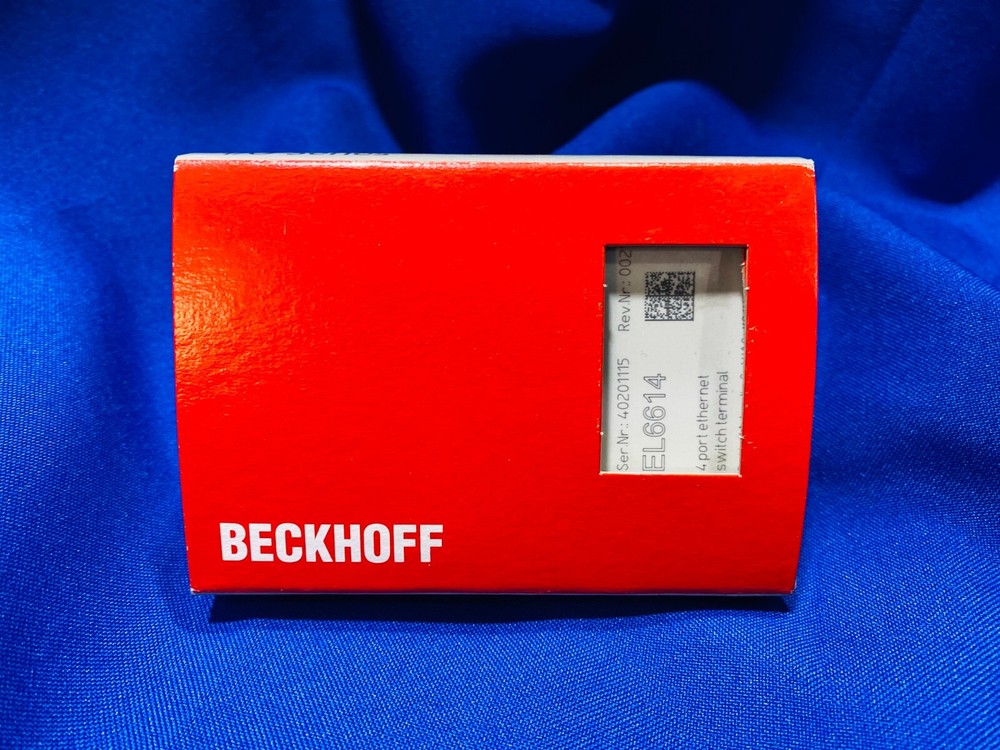 BECKHOFF
Ser.Nr.: 40201115 Rev.Nr.: 002
EL6614
4 port ethernet
switch terminal